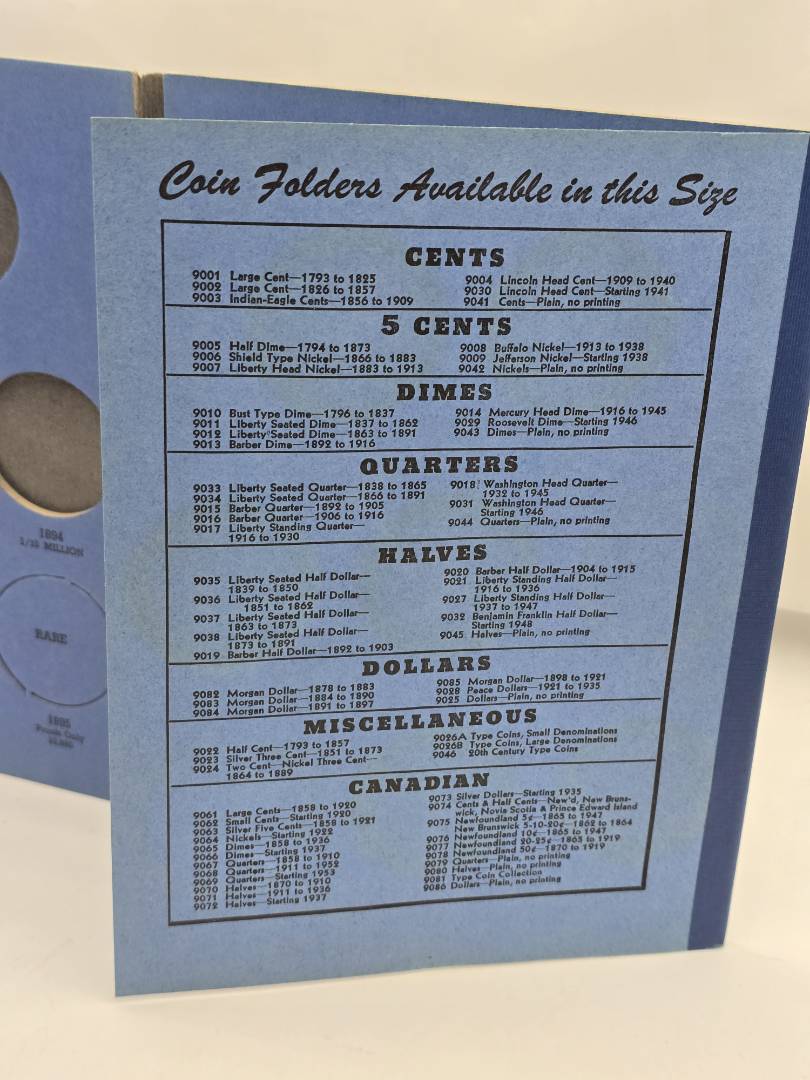 Coin Folders Available in this Size
CENTS
9001 Large Cent—1793 to 1825
9002 Large Cent—1826 to 1857
9003 Indian-Eagle Cents—1856 to 1909
9004 Lincoln Head Cent—1909 to 1940
9030 Lincoln Head Cent—Starting 1941
9041 Cents—Plain, no printing
5 CENTS
9005 Half Dime—1794 to 1873
9006 Shield Type Nickel—1866 to 1883
9007 Liberty Head Nickel—1883 to 1913
9008 Buffalo Nickel—1913 to 1938
9009 Jefferson Nickel—Starting 1938
9042 Nickels—Plain, no printing
DIMES
9010 Bust Type Dime—1796 to 1837
9011 Liberty Seated Dime—1837 to 1862
9012 Liberty Seated Dime—1863 to 1891
9013 Barber Dime—1892 to 1916
9014 Mercury Head Dime—1916 to 1945
9029 Roosevelt Dime—Starting 1946
9043 Dimes—Plain, no printing
QUARTERS
9033 Liberty Seated Quarter—1838 to 1865
9034 Liberty Seated Quarter—1866 to 1891
9015 Barber Quarter—1892 to 1905
9016 Barber Quarter—1906 to 1916
9017 Liberty Standing Quarter—
1916 to 1930
9018 Washington Head Quarter—
1932 to 1945
9031 Washington Head Quarter—
Starting 1946
9044 Quarters—Plain, no printing
HALVES
9035 Liberty Seated Half Dollar—
1839 to 1850
9036 Liberty Seated Half Dollar—
1851 to 1862
9037 Liberty Seated Half Dollar—
1863 to 1873
9038 Liberty Seated Half Dollar—
1873 to 1891
9019 Barber Half Dollar—1892 to 1903
9020 Barber Half Dollar—1904 to 1915
9021 Liberty Standing Half Dollar—
1916 to 1936
9027 Liberty Standing Half Dollar—
1937 to 1947
9032 Benjamin Franklin Half Dollar—
Starting 1948
9045 Halves—Plain, no printing
DOLLARS
9082 Morgan Dollar—1878 to 1883
9083 Morgan Dollar—1884 to 1890
9084 Morgan Dollar—1891 to 1897
9085 Morgan Dollar—1898 to 1921
9028 Peace Dollars—1921 to 1935
9025 Dollars—Plain, no printing
MISCELLANEOUS
9022 Half Cent—1793 to 1857
9023 Silver Three Cent—1851 to 1873
9024 Two Cent—Nickel Three Cent—
1864 to 1889
9026A Type Coins, Small Denominations
9026B Type Coins, Large Denominations
9046 20th Century Type Coins
CANADIAN
9061 Large Cents—1858 to 1920
9062 Small Cents—Starting 1920
9063 Silver Five Cents—1858 to 1921
9064 Nickels—Starting 1922
9065 Dimes—1858 to 1936
9066 Dimes—Starting 1937
9067 Quarters—1858 to 1910
9068 Quarters—1911 to 1952
9069 Quarters—Starting 1953
9070 Halves—1870 to 1910
9071 Halves—1911 to 1936
9072 Halves—Starting 1937
9073 Silver Dollars—Starting 1935
9074 Cents & Half Cents—New'd, New Bruns-
wick, Novia Scotia & Prince Edward Island
9075 Newfoundland 5¢—1865 to 1947
New Brunswick 5-10-20¢—1862 to 1864
9076 Newfoundland 10¢—1865 to 1947
9077 Newfoundland 20-25¢—1865 to 1919
9078 Newfoundland 50¢—1870 to 1919
9079 Quarters—Plain, no printing
9080 Halves—Plain, no printing
9081 Type Coin Collection
9086 Dollars—Plain, no printing
1894
1/10 MILLION
RARE
1895
Proofs Only